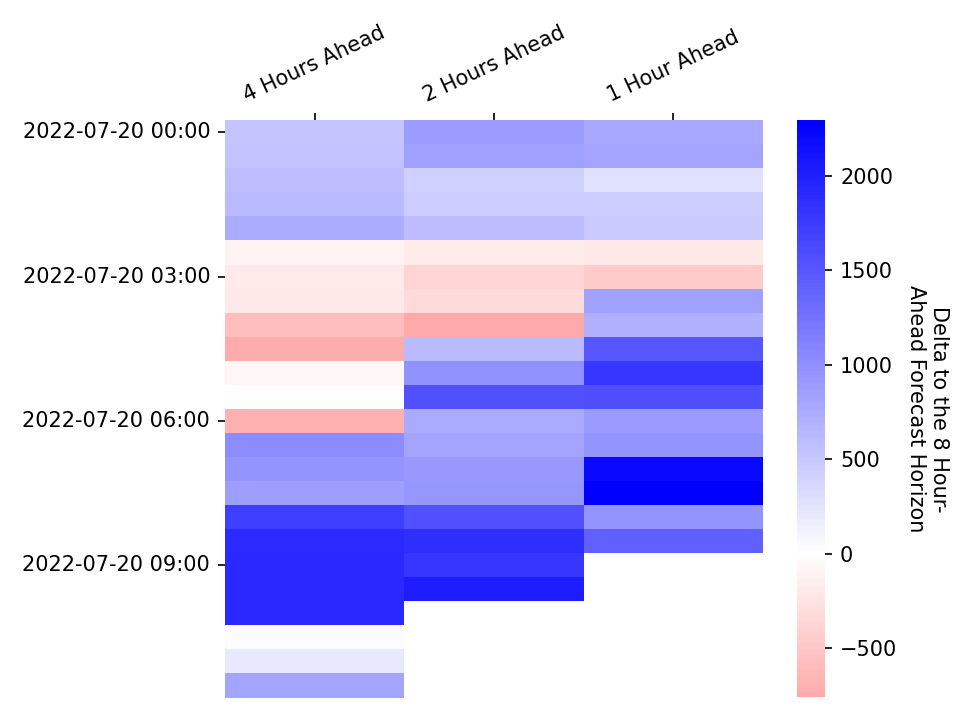 4 Hours Ahead
2 Hours Ahead
1 Hour Ahead
2022-07-20 00:00
2022-07-20 03:00
2022-07-20 06:00
2022-07-20 09:00
2000
1500
1000
500
0
−500
Delta to the 8 Hour-
Ahead Forecast Horizon